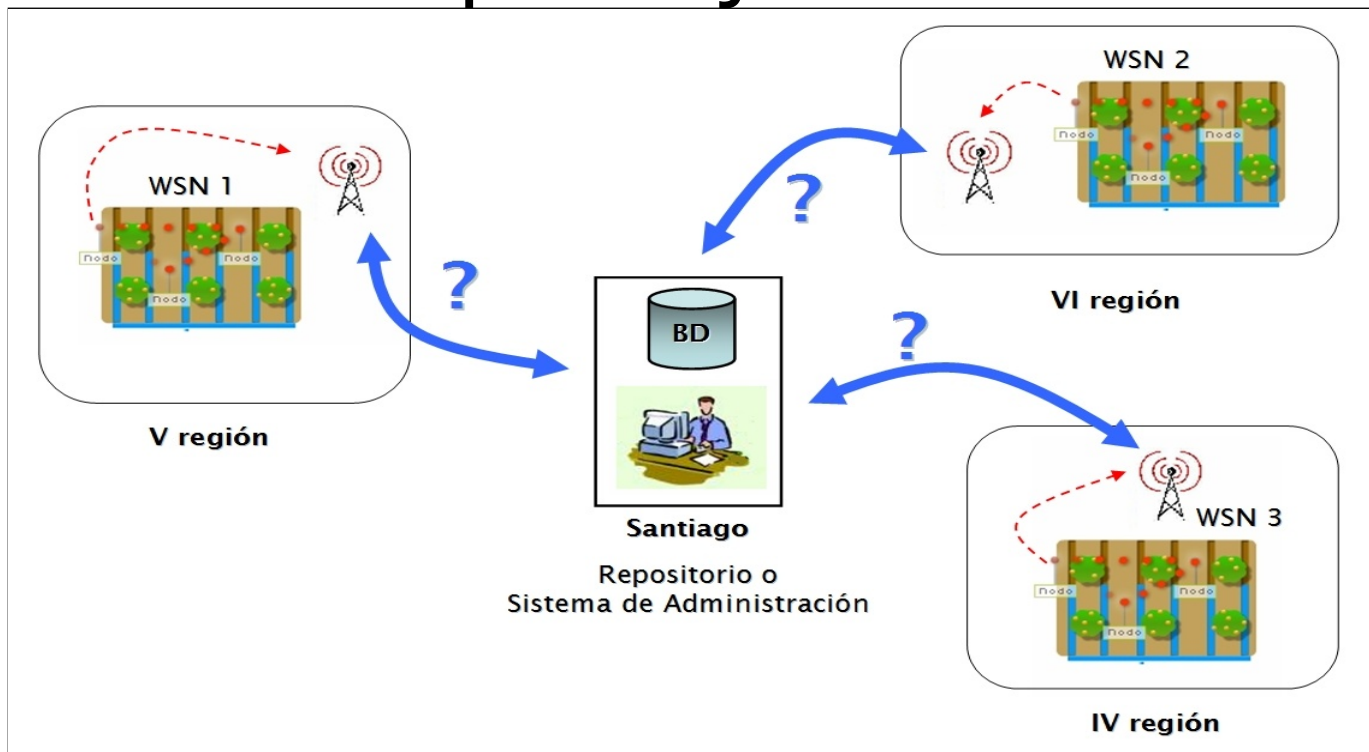 WSN 1
Nodo
Nodo
Nodo
V región
?
WSN 2
Nodo
Nodo
Nodo
VI región
?
BD
Santiago
Repositorio o
Sistema de Administración
?
WSN 3
Nodo
Nodo
Nodo
IV región